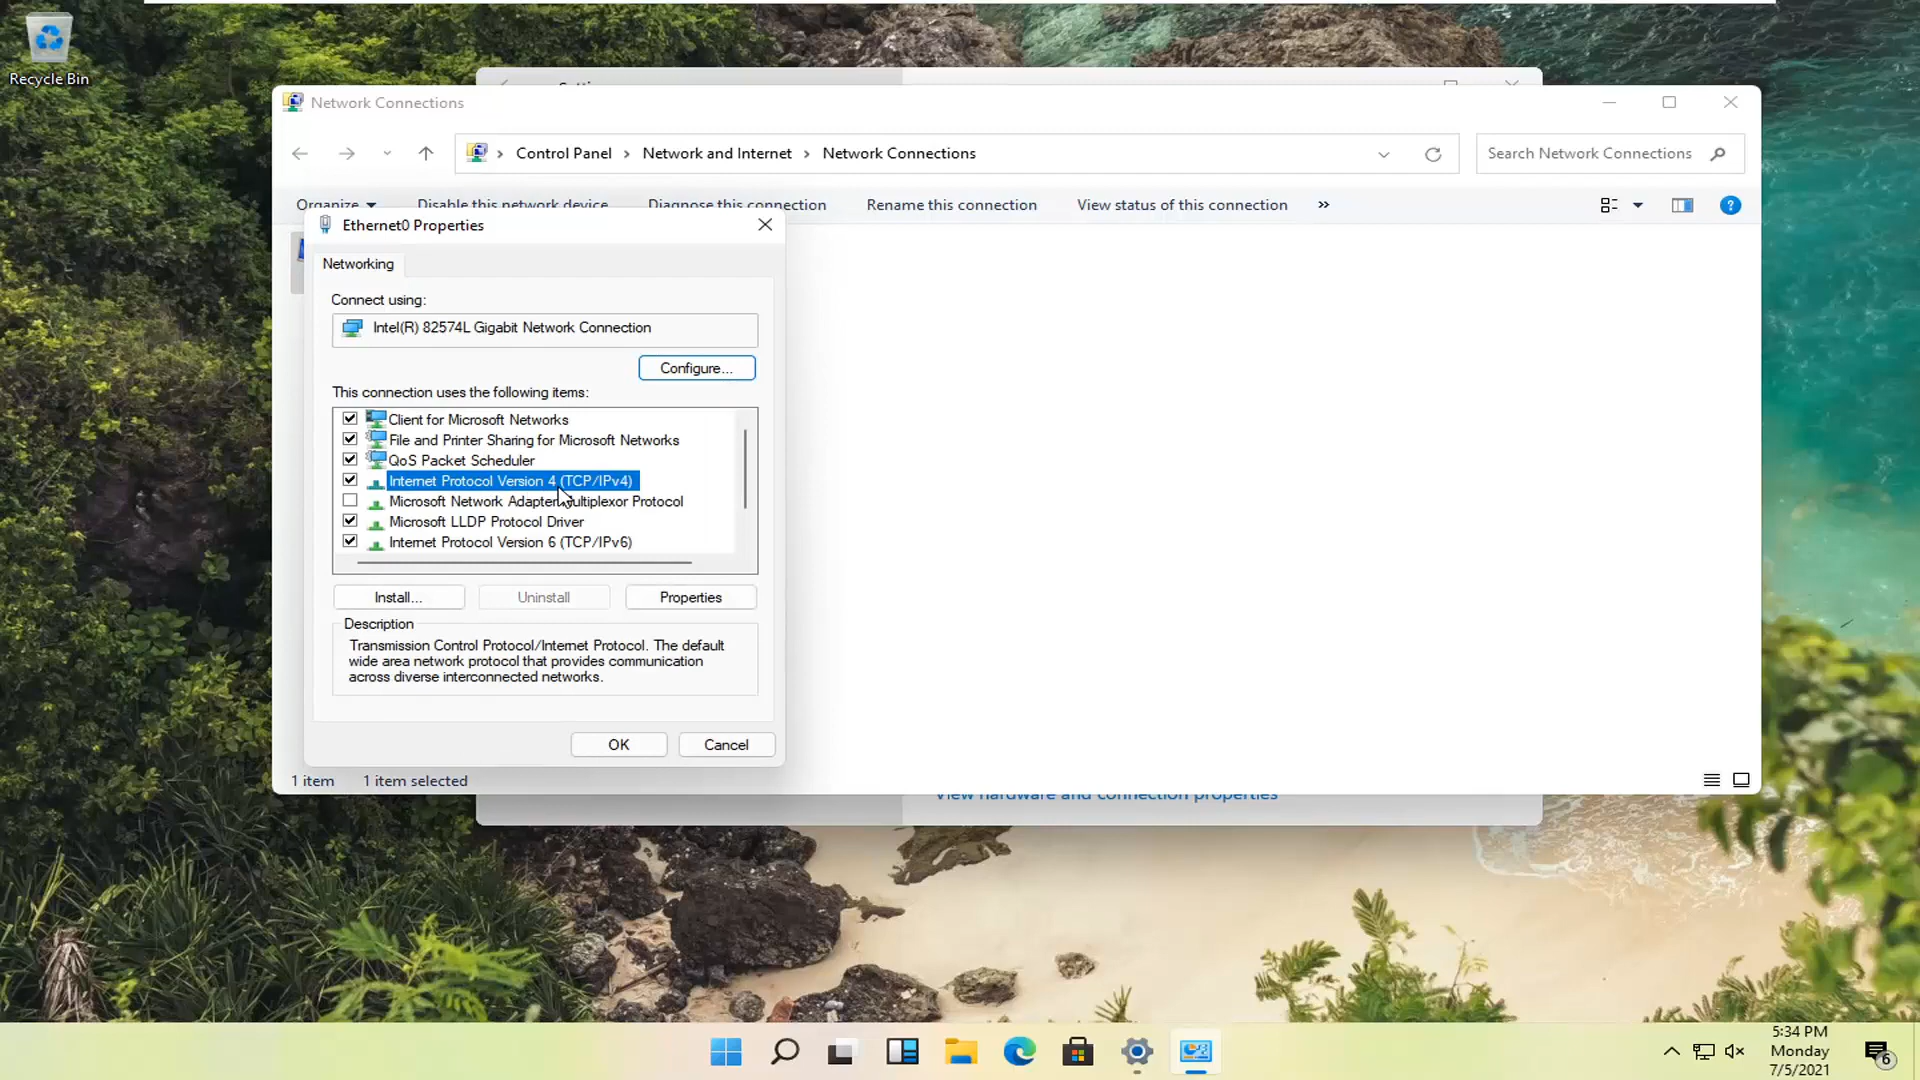 Recycle Bin
Network Connections
Control Panel Network and Internet Network Connections
Search Network Connections
Organize Disable this network device Diagnose this connection Rename this connection View status of this connection »
Ethernet0 Properties
Networking
Connect using:
Intel(R) 82574L Gigabit Network Connection
Configure...
This connection uses the following items:
Client for Microsoft Networks
File and Printer Sharing for Microsoft Networks
QoS Packet Scheduler
Internet Protocol Version 4 (TCP/IPv4)
Microsoft Network Adapter Multiplexor Protocol
Microsoft LLDP Protocol Driver
Internet Protocol Version 6 (TCP/IPv6)
Install... Uninstall Properties
Description
Transmission Control Protocol/Internet Protocol. The default
wide area network protocol that provides communication
across diverse interconnected networks.
OK Cancel
1 item 1 item selected
View hardware and connection properties
5:34 PM
Monday
7/5/2021
6